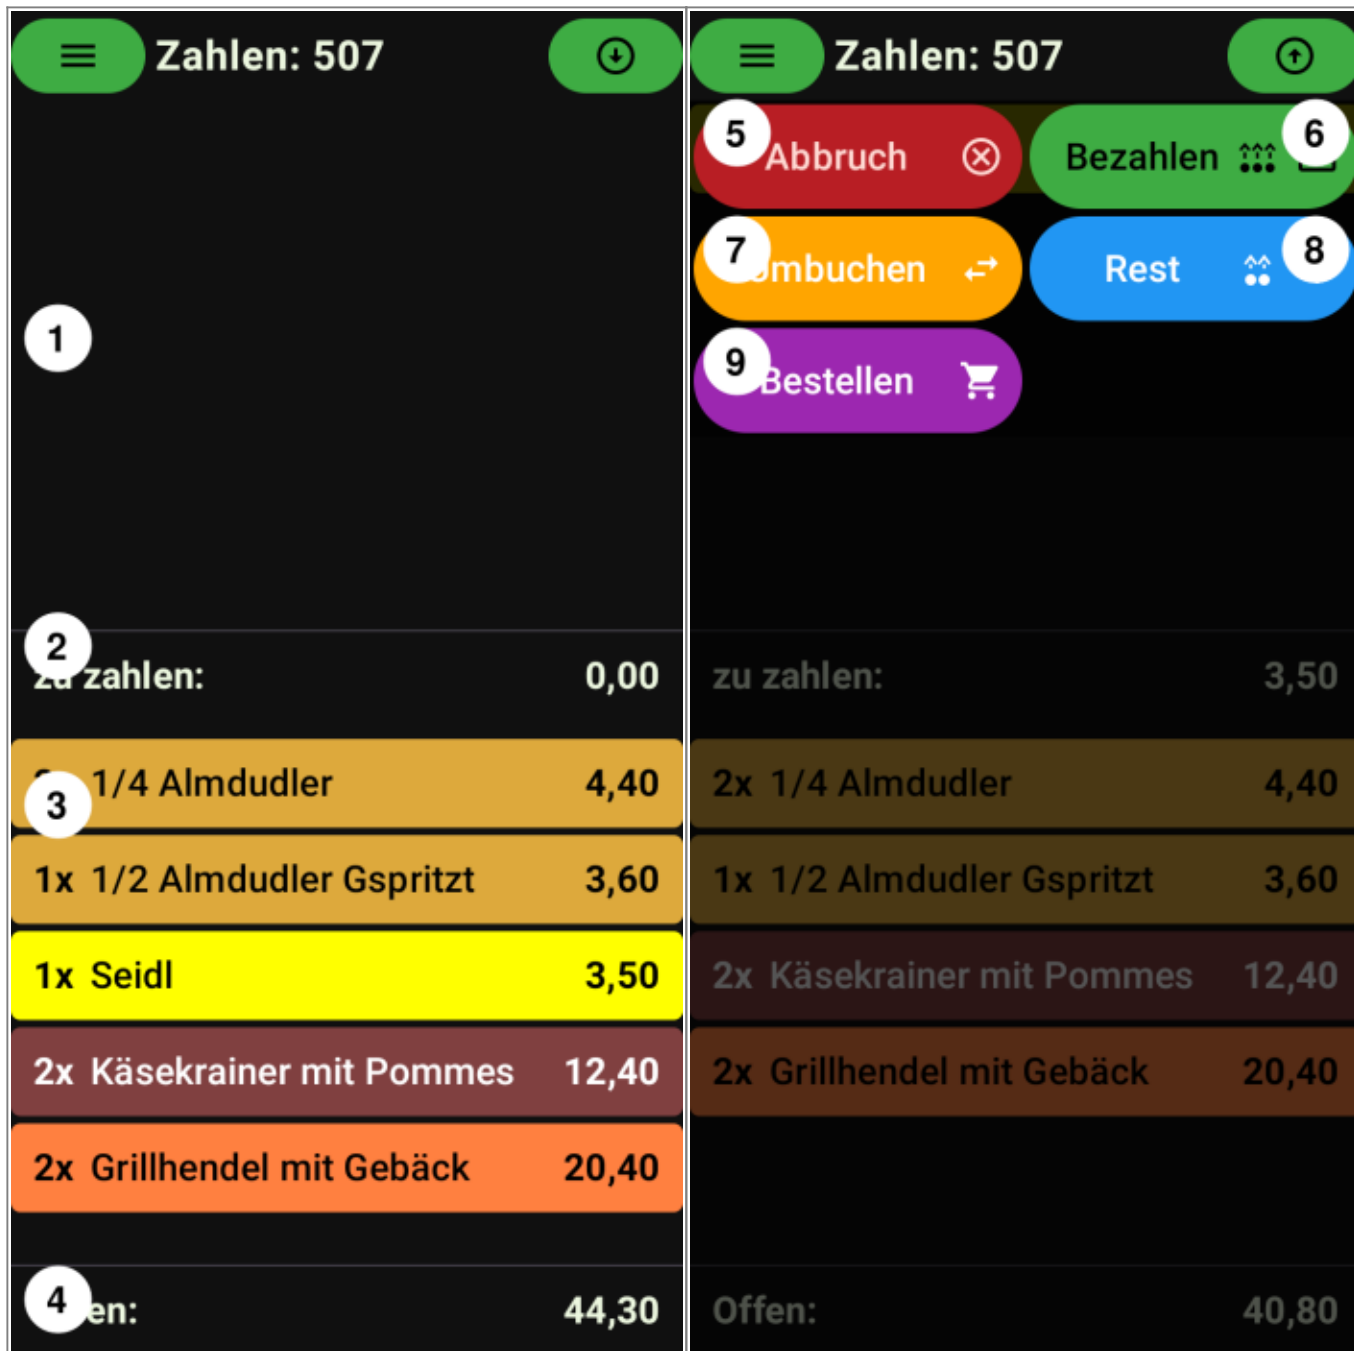 Zahlen: 507
1
2
zu zahlen: 0,00
3
1/4 Almdudler 4,40
1x 1/2 Almdudler Gspritzt 3,60
1x Seidl 3,50
2x Käsekrainer mit Pommes 12,40
2x Grillhendel mit Gebäck 20,40
4
en: 44,30
Zahlen: 507
5
Abbruch
6
Bezahlen
7
mbuchen
8
Rest
9
Bestellen
zu zahlen: 3,50
2x 1/4 Almdudler 4,40
1x 1/2 Almdudler Gspritzt 3,60
2x Käsekrainer mit Pommes 12,40
2x Grillhendel mit Gebäck 20,40
Offen: 40,80